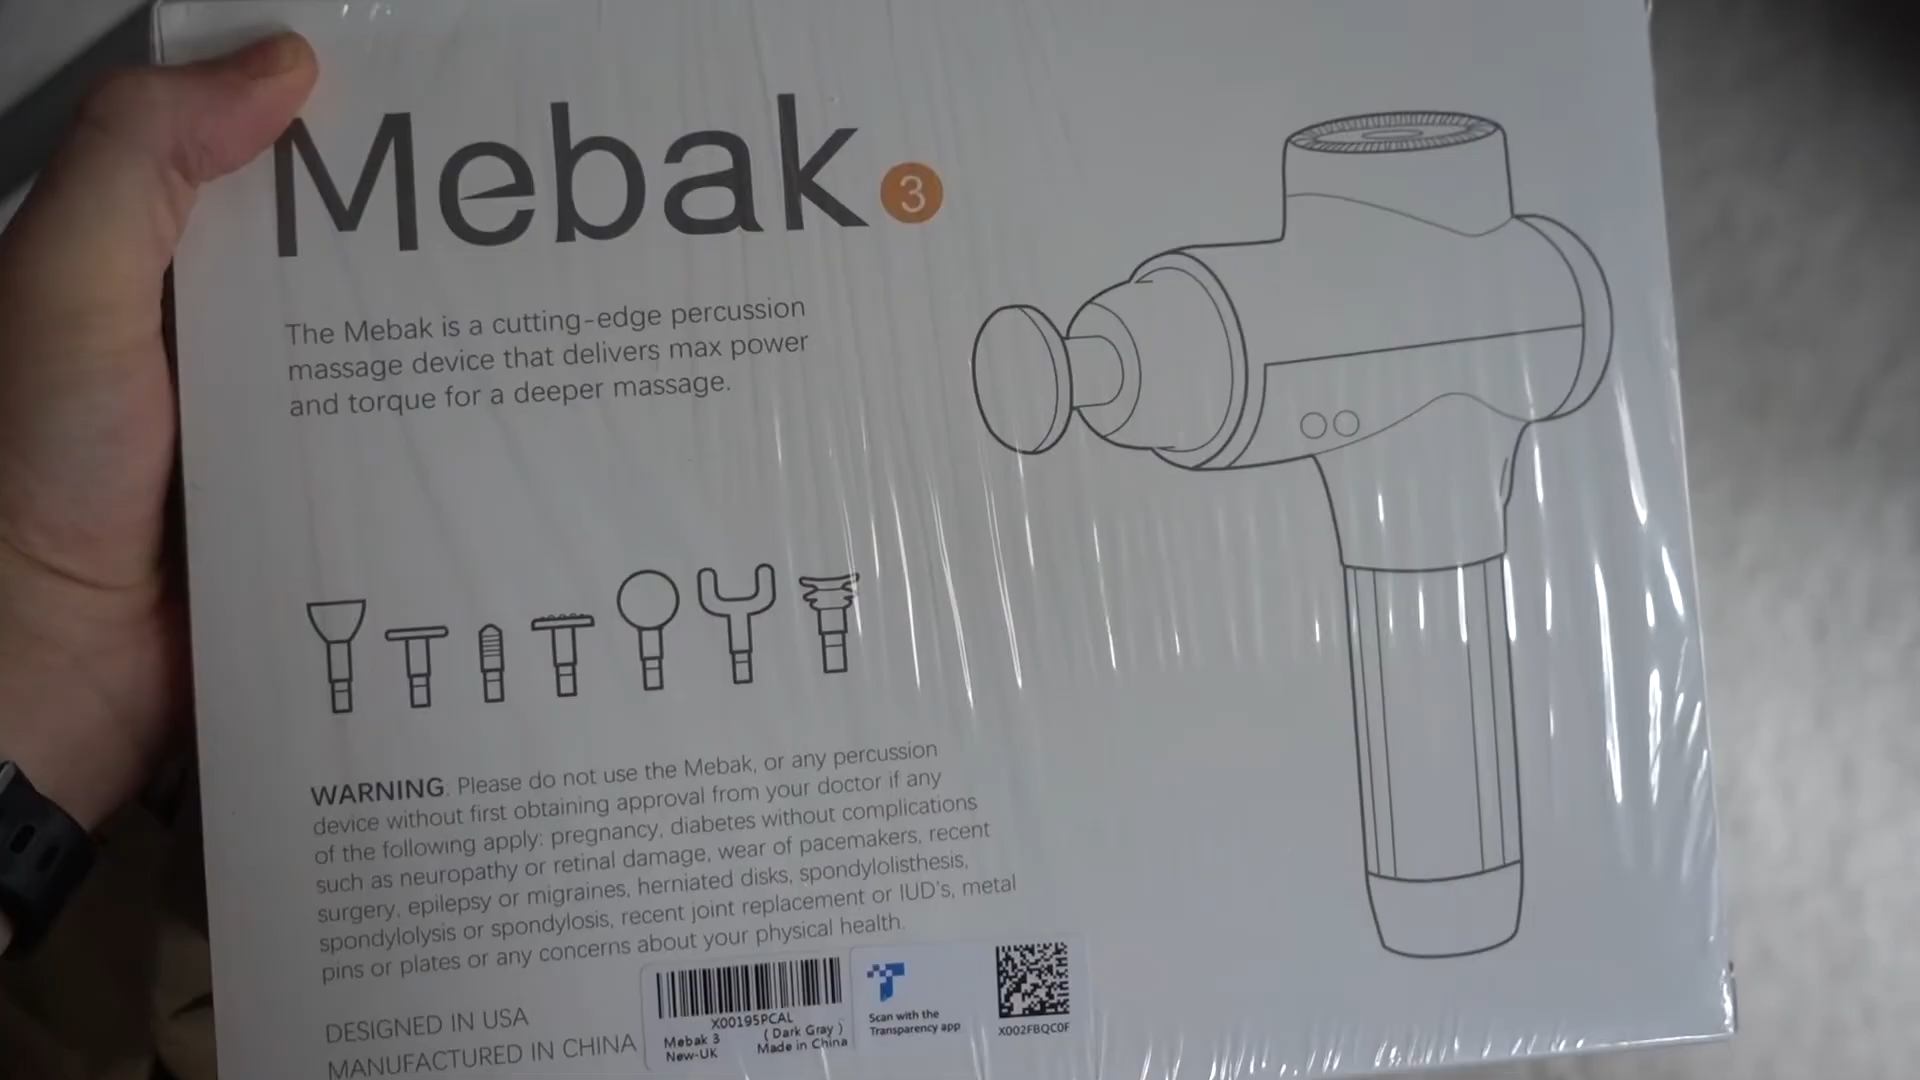 Mebak 3
The Mebak is a cutting-edge percussion
massage device that delivers max power
and torque for a deeper massage.
WARNING. Please do not use the Mebak, or any percussion
device without first obtaining approval from your doctor if any
of the following apply: pregnancy, diabetes without complications
such as neuropathy or retinal damage, wear of pacemakers, recent
surgery, epilepsy or migraines, herniated disks, spondylolisthesis,
spondylolysis or spondylosis, recent joint replacement or IUD's, metal
pins or plates or any concerns about your physical health.
DESIGNED IN USA
MANUFACTURED IN CHINA
X00195PCAL
Mebak 3 ( Dark Gray )
New-UK Made in China
Scan with the
Transparency app
X002FBQC0F